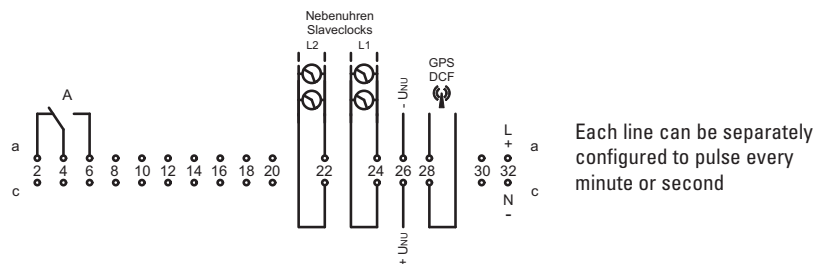 Nebenuhren
Slaveclocks
L2 L1
GPS
DCF
- UNU
A
L
+
a a
2 4 6 8 10 12 14 16 18 20 22 24 26 28 30 32
c c
N
-
+ UNU
Each line can be separately
configured to pulse every
minute or second